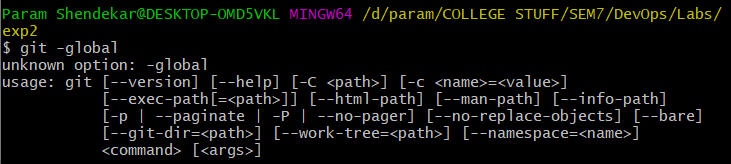 Param Shendekar@DESKTOP-OMD5VKL MINGW64 /d/param/COLLEGE STUFF/SEM7/DevOps/Labs/
exp2
$ git -global
unknown option: -global
usage: git [--version] [--help] [-C <path>] [-c <name>=<value>]
[--exec-path[=<path>]] [--html-path] [--man-path] [--info-path]
[-p | --paginate | -P | --no-pager] [--no-replace-objects] [--bare]
[--git-dir=<path>] [--work-tree=<path>] [--namespace=<name>]
<command> [<args>]